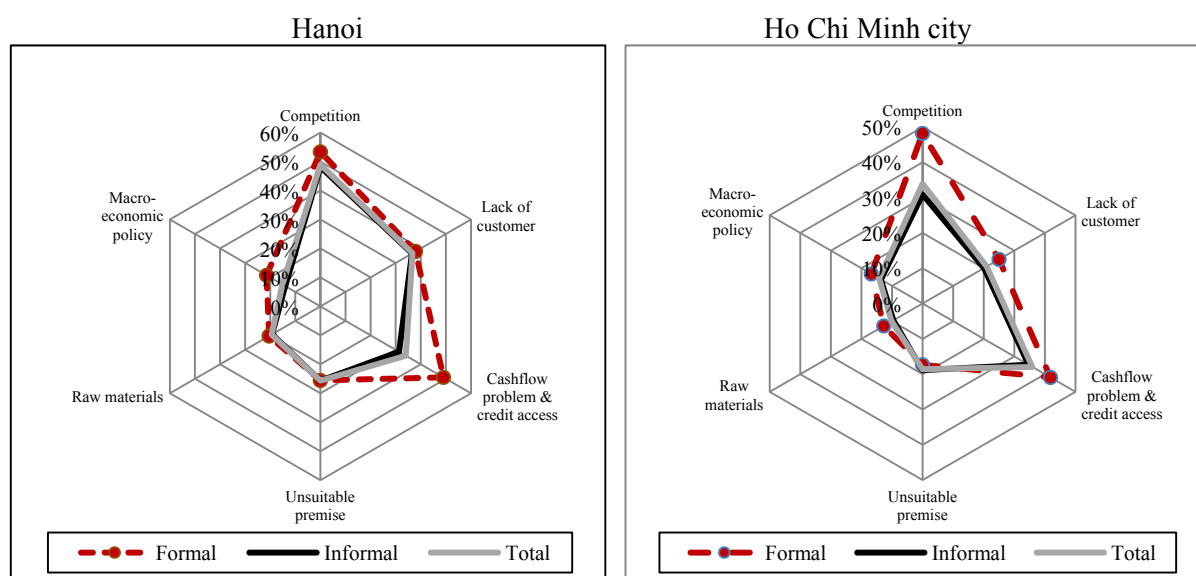 Hanoi
Competition
60%
50%
40%
30%
20%
10%
0%
Macro-
economic
policy
Lack of
customer
Raw materials
Cashflow
problem &
credit access
Unsuitable
premise
Formal Informal Total
Ho Chi Minh city
Competition
50%
40%
30%
20%
10%
0%
Macro-
economic
policy
Lack of
customer
Raw
materials
Cashflow
problem &
credit access
Unsuitable
premise
Formal Informal Total